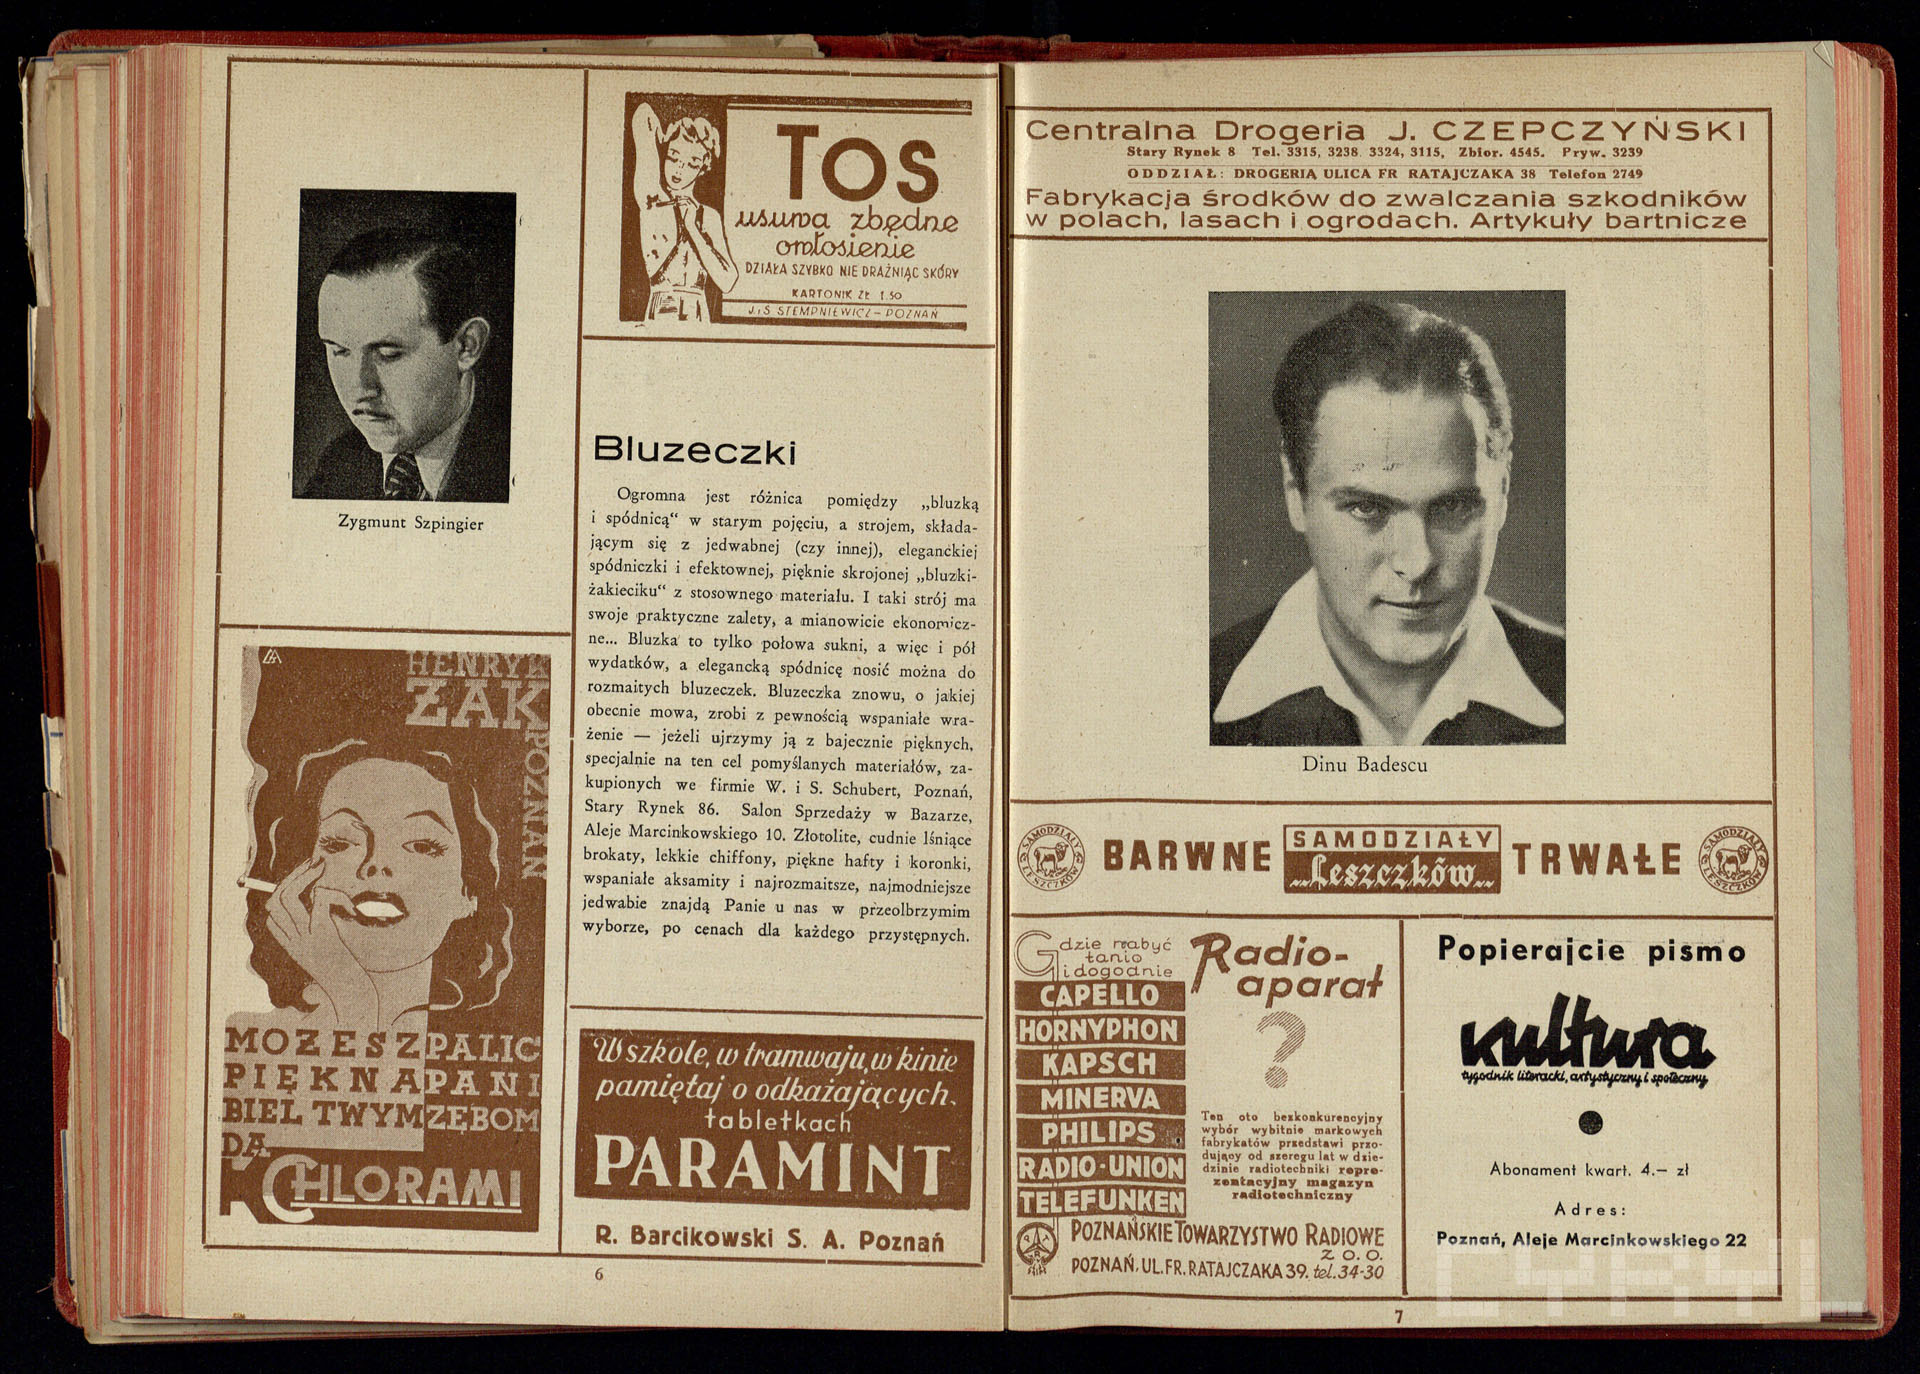 Zygmunt Szpingier
HENRYK
ŻAK
POZNAŃ
MOŻESZ PALIĆ
PIĘKNA PANI
BIEL TWYM ZĘBOM
DA
CHLORAMI
Tos
usuwa zbędne
owłosienie
DZIAŁA SZYBKO NIE DRAŻNIĄC SKÓRY
KARTONIK ZŁ 1.50
J. i S. STEMPNIEWICZ – POZNAŃ
Bluzeczki
Ogromna jest różnica pomiędzy „bluzką
i spódnicą“ w starym pojęciu, a strojem, składa-
jącym się z jedwabnej (czy innej), eleganckiej
spódniczki i efektownej, pięknie skrojonej „bluzki-
żakieciku“ z stosownego materiału. I taki strój ma
swoje praktyczne zalety, a mianowicie ekonomicz-
ne... Bluzka to tylko połowa sukni, a więc i pół
wydatków, a elegancką spódnicę nosić można do
rozmaitych bluzeczek. Bluzeczka znowu, o jakiej
obecnie mowa, zrobi z pewnością wspaniałe wra-
żenie — jeżeli ujrzymy ją z bajecznie pięknych,
specjalnie na ten cel pomyślanych materiałów, za-
kupionych we firmie W. i S. Schubert, Poznań,
Stary Rynek 86. Salon Sprzedaży w Bazarze,
Aleje Marcinkowskiego 10. Złotolite, cudnie lśniące
brokaty, lekkie chiffony, piękne hafty i koronki,
wspaniałe aksamity i najrozmaitsze, najmodniejsze
jedwabie znajdą Panie u nas w przeolbrzymim
wyborze, po cenach dla każdego przystępnych.
W szkole, w tramwaju, w kinie
pamiętaj o odkażających
tabletkach
PARAMINT
R. Barcikowski S. A. Poznań
6
Centralna Drogeria J. CZEPCZYŃSKI
Stary Rynek 8 Tel. 3315, 3238 3324, 3115, Zbior. 4545. Pryw. 3239
ODDZIAŁ: DROGERIA ULICA FR RATAJCZAKA 38 Telefon 2749
Fabrykacja środków do zwalczania szkodników
w polach, lasach i ogrodach. Artykuły bartnicze
Dinu Badescu
SAMODZIAŁY
LESZCZKÓW
BARWNE
SAMODZIAŁY
„Leszczków„
TRWAŁE
SAMODZIAŁY
LESZCZKÓW
Gdzie nabyć
tanio
i dogodnie
Radio-
aparat
?
CAPELLO
HORNYPHON
KAPSCH
MINERVA
PHILIPS
RADIO-UNION
TELEFUNKEN
Ten oto bezkonkurencyjny
wybór wybitnie markowych
fabrykatów przedstawi przo-
dujący od szeregu lat w dzie-
dzinie radiotechniki repre-
zentacyjny magazyn
radiotechniczny
POZNAŃSKIE TOWARZYSTWO RADIOWE
Z O. O.
POZNAŃ, UL. FR. RATAJCZAKA 39. tel. 34-30
Popierajcie pismo
kultura
tygodnik literacki, artystyczny i społeczny
Abonament kwart. 4.– zł
Adres:
Poznań, Aleje Marcinkowskiego 22
7
CYRYL